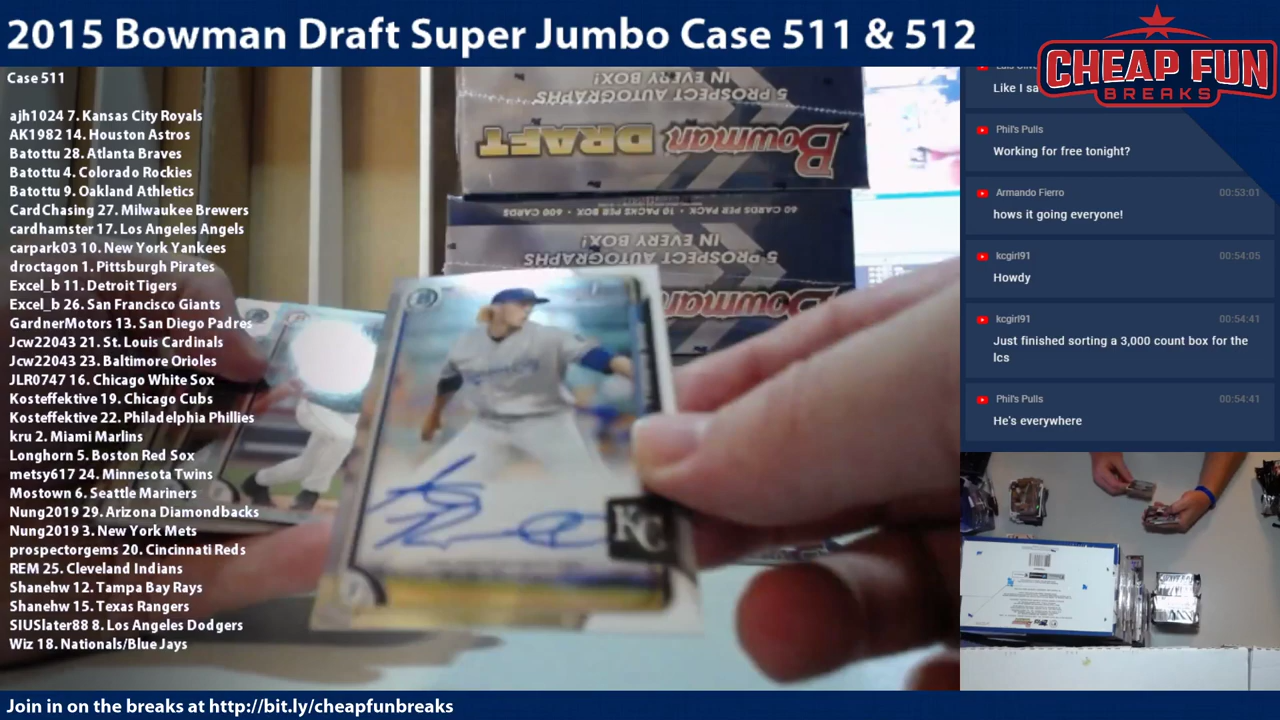 2015 Bowman Draft Super Jumbo Case 511 & 512
CHEAP FUN
BREAKS
Case 511
ajh1024 7. Kansas City Royals
AK1982 14. Houston Astros
Batottu 28. Atlanta Braves
Batottu 4. Colorado Rockies
Batottu 9. Oakland Athletics
CardChasing 27. Milwaukee Brewers
cardhamster 17. Los Angeles Angels
carpark03 10. New York Yankees
droctagon 1. Pittsburgh Pirates
Excel_b 11. Detroit Tigers
Excel_b 26. San Francisco Giants
GardnerMotors 13. San Diego Padres
Jcw22043 21. St. Louis Cardinals
Jcw22043 23. Baltimore Orioles
JLR0747 16. Chicago White Sox
Kosteffektive 19. Chicago Cubs
Kosteffektive 22. Philadelphia Phillies
kru 2. Miami Marlins
Longhorn 5. Boston Red Sox
metsy617 24. Minnesota Twins
Mostown 6. Seattle Mariners
Nung2019 29. Arizona Diamondbacks
Nung2019 3. New York Mets
prospectorgems 20. Cincinnati Reds
REM 25. Cleveland Indians
Shanehw 12. Tampa Bay Rays
Shanehw 15. Texas Rangers
SIUSlater88 8. Los Angeles Dodgers
Wiz 18. Nationals/Blue Jays
5 PROSPECT AUTOGRAPHS
IN EVERY BOX!
Bowman DRAFT
60 CARDS PER PACK • 10 PACKS PER BOX • 600 CARDS
5 PROSPECT AUTOGRAPHS
IN EVERY BOX!
Bowman
KC
Like I sa
Phil's Pulls
Working for free tonight?
Armando Fierro 00:53:01
hows it going everyone!
kcgirl91 00:54:05
Howdy
kcgirl91 00:54:41
Just finished sorting a 3,000 count box for the
lcs
Phil's Pulls 00:54:41
He's everywhere
Join in on the breaks at http://bit.ly/cheapfunbreaks